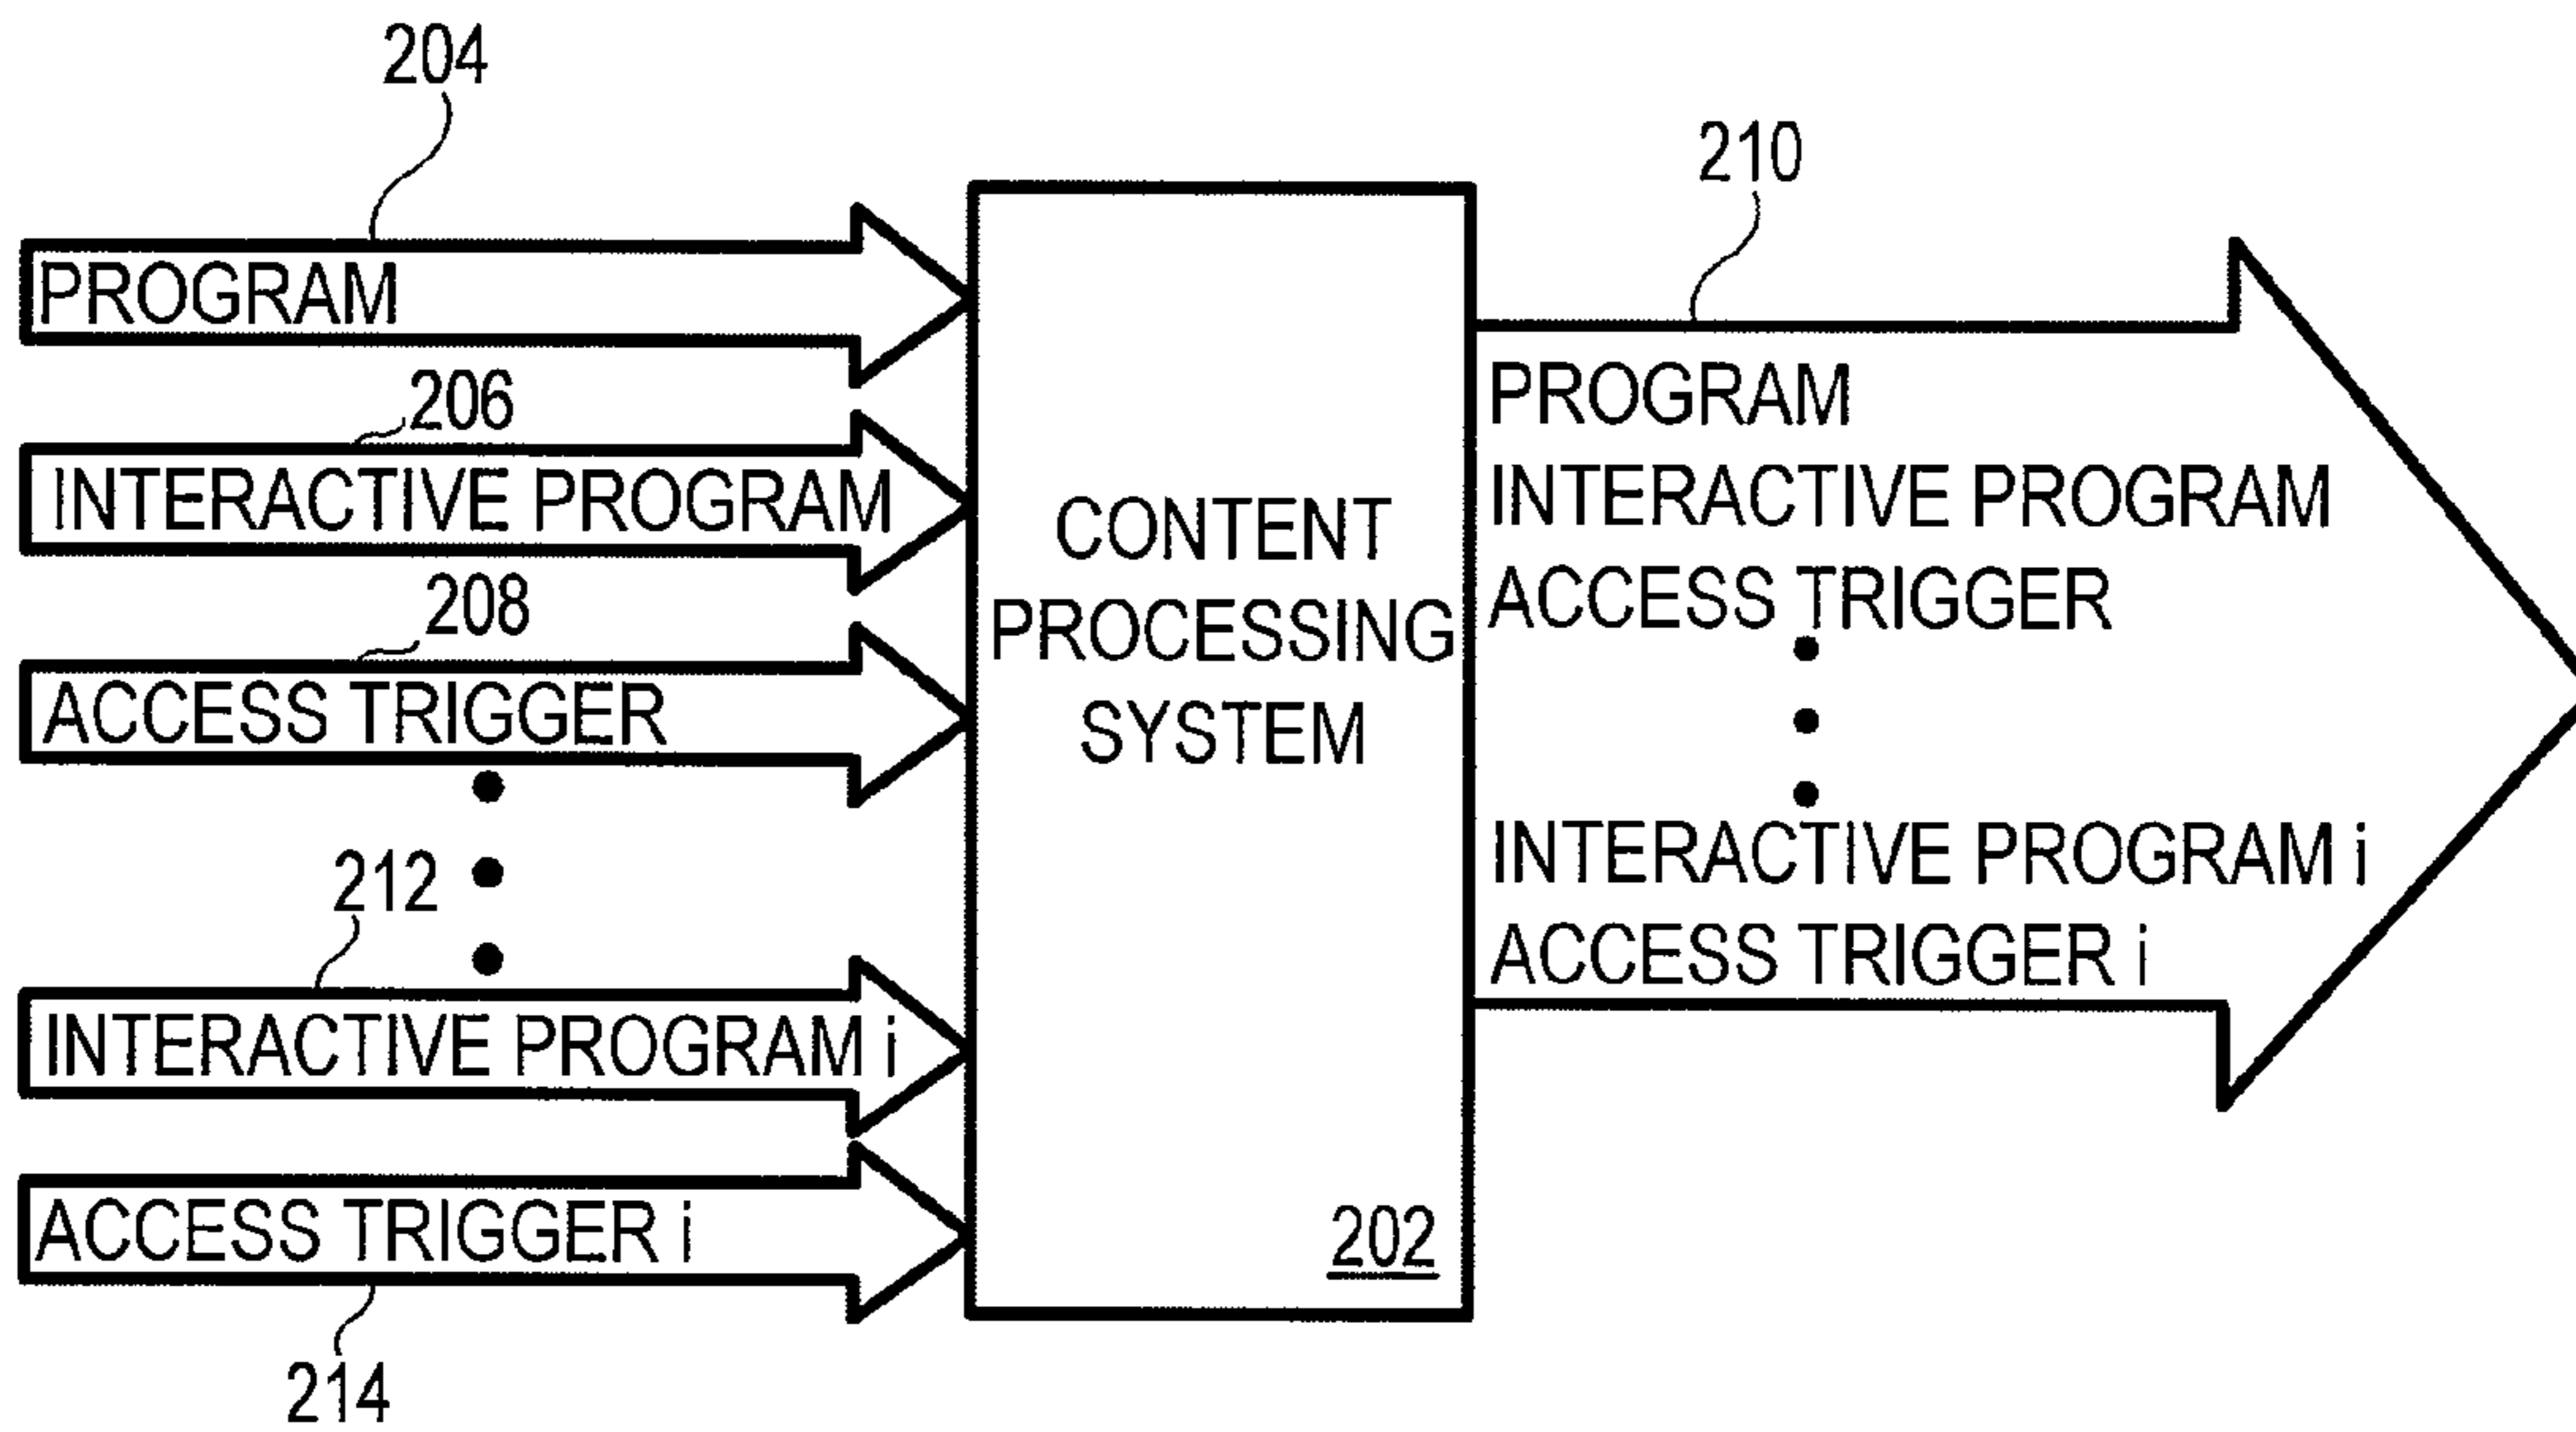 204
PROGRAM
206
INTERACTIVE PROGRAM
208
ACCESS TRIGGER
212
INTERACTIVE PROGRAM i
ACCESS TRIGGER i
214
CONTENT
PROCESSING
SYSTEM
202
210
PROGRAM
INTERACTIVE PROGRAM
ACCESS TRIGGER
INTERACTIVE PROGRAM i
ACCESS TRIGGER i